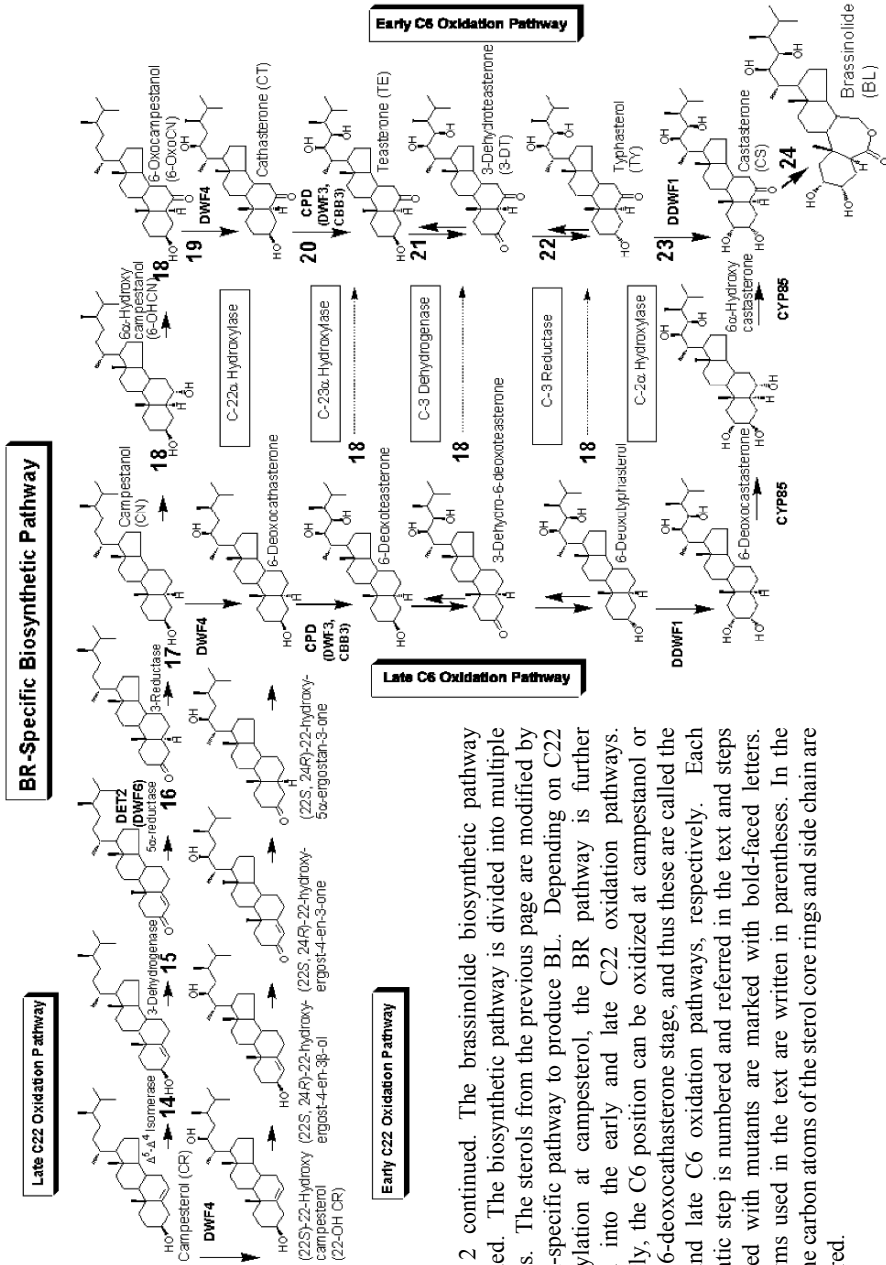 BR-Specific Biosynthetic Pathway
Late C22 Oxidation Pathway
Campesterol (CR)
Δ5-Δ4 Isomerase
14
3-Dehydrogenase
15
DET2
(DWF6)
5α-reductase
16
3-Reductase
17
Campestanol
(CN)
18
6α-Hydroxy
campestanol
(6-OHCN)
18
6-Oxocampestanol
(6-OxoCN)
DWF4
(22S)-22-Hydroxy
campesterol
(22-OH CR)
(22S, 24R)-22-hydroxy-
ergost-4-en-3β-ol
(22S, 24R)-22-hydroxy-
ergost-4-en-3-one
(22S, 24R)-22-hydroxy-
5α-ergostan-3-one
Early C22 Oxidation Pathway
Late C6 Oxidation Pathway
DWF4
6-Deoxocathasterone
CPD
(DWF3,
CBB3)
6-Deoxoteasterone
3-Dehydro-6-deoxoteasterone
6-Deoxotyphasterol
DDWF1
6-Deoxocastasterone
CYP85
6α-Hydroxy
castasterone
CYP85
C-22α Hydroxylase
C-23α Hydroxylase
18
C-3 Dehydrogenase
18
C-3 Reductase
18
C-2α Hydroxylase
Early C6 Oxidation Pathway
19
DWF4
Cathasterone (CT)
20
CPD
(DWF3,
CBB3)
Teasterone (TE)
21
3-Dehydroteasterone
(3-DT)
22
Typhasterol
(TY)
23
DDWF1
Castasterone
(CS)
24
Brassinolide
(BL)
2 continued. The brassinolide biosynthetic pathway
ed. The biosynthetic pathway is divided into multiple
s. The sterols from the previous page are modified by
-specific pathway to produce BL. Depending on C22
ylation at campesterol, the BR pathway is further
into the early and late C22 oxidation pathways.
ly, the C6 position can be oxidized at campestanol or
6-deoxocathasterone stage, and thus these are called the
nd late C6 oxidation pathways, respectively. Each
atic step is numbered and referred in the text and steps
ed with mutants are marked with bold-faced letters.
ms used in the text are written in parentheses. In the
ne carbon atoms of the sterol core rings and side chain are
red.